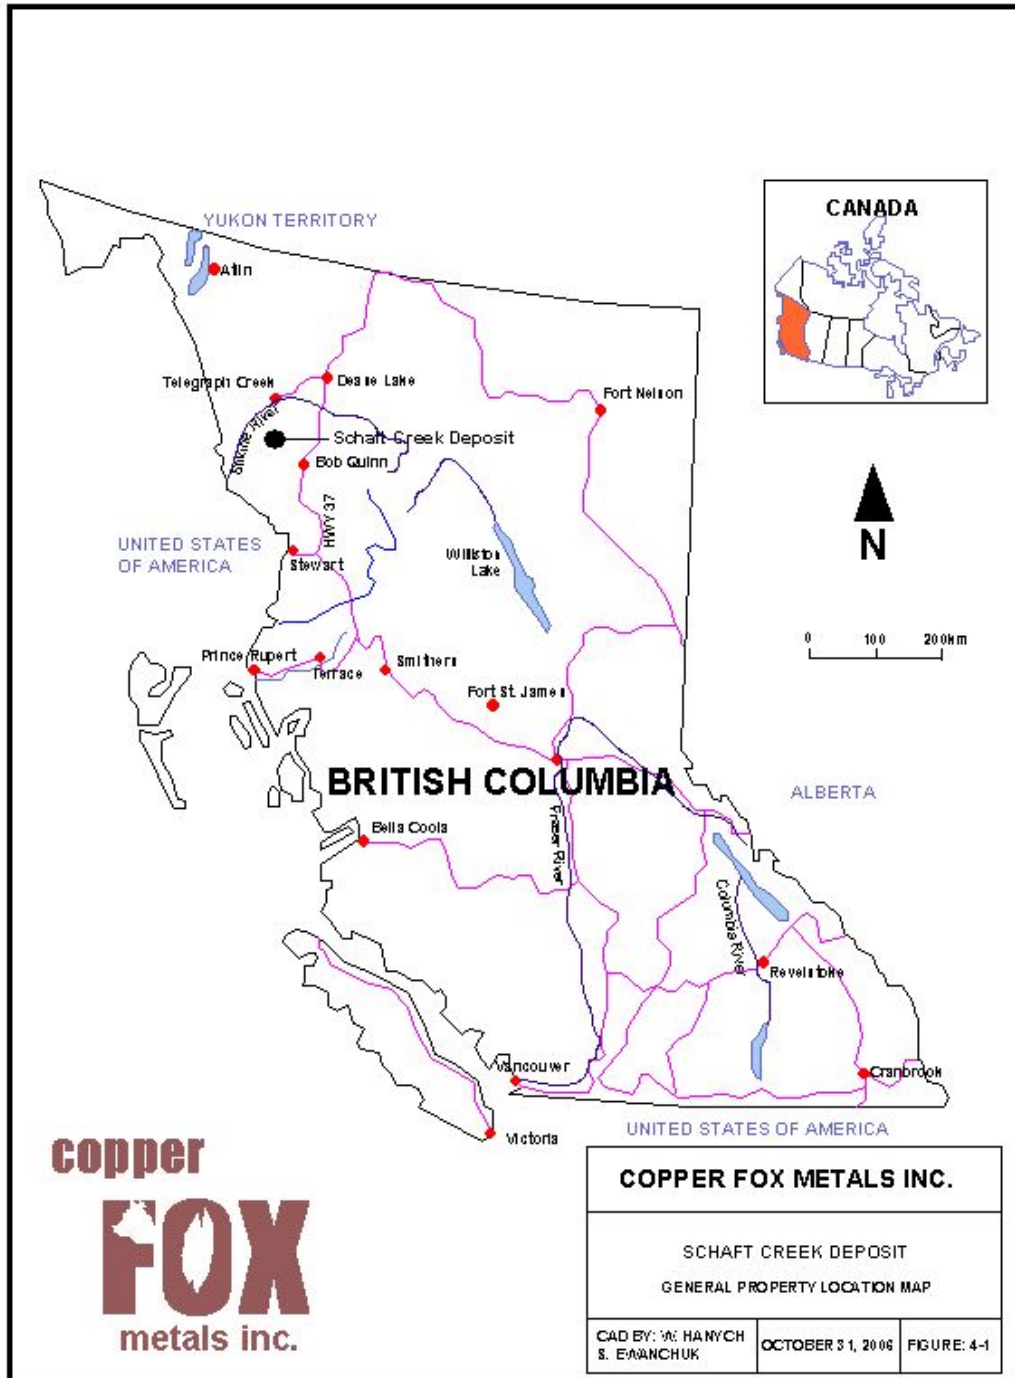 CANADA
YUKON TERRITORY
Atlin
Telegraph Creek
Dease Lake
Fort Nelson
Stikine River
Schaft Creek Deposit
Bob Quinn
HWY 37
N
UNITED STATES
OF AMERICA
Stewart
Williston
Lake
0 100 200km
Prince Rupert
Terrace
Smithers
Fort St. James
BRITISH COLUMBIA
ALBERTA
Bella Coola
Fraser River
Columbia River
Revelstoke
Vancouver
Cranbrook
Victoria
UNITED STATES OF AMERICA
copper
FOX
metals inc.
COPPER FOX METALS INC.
SCHAFT CREEK DEPOSIT
GENERAL PROPERTY LOCATION MAP
CAD BY: W. HANYCH
S. EWANCHUK
OCTOBER 31, 2006
FIGURE: 4-1